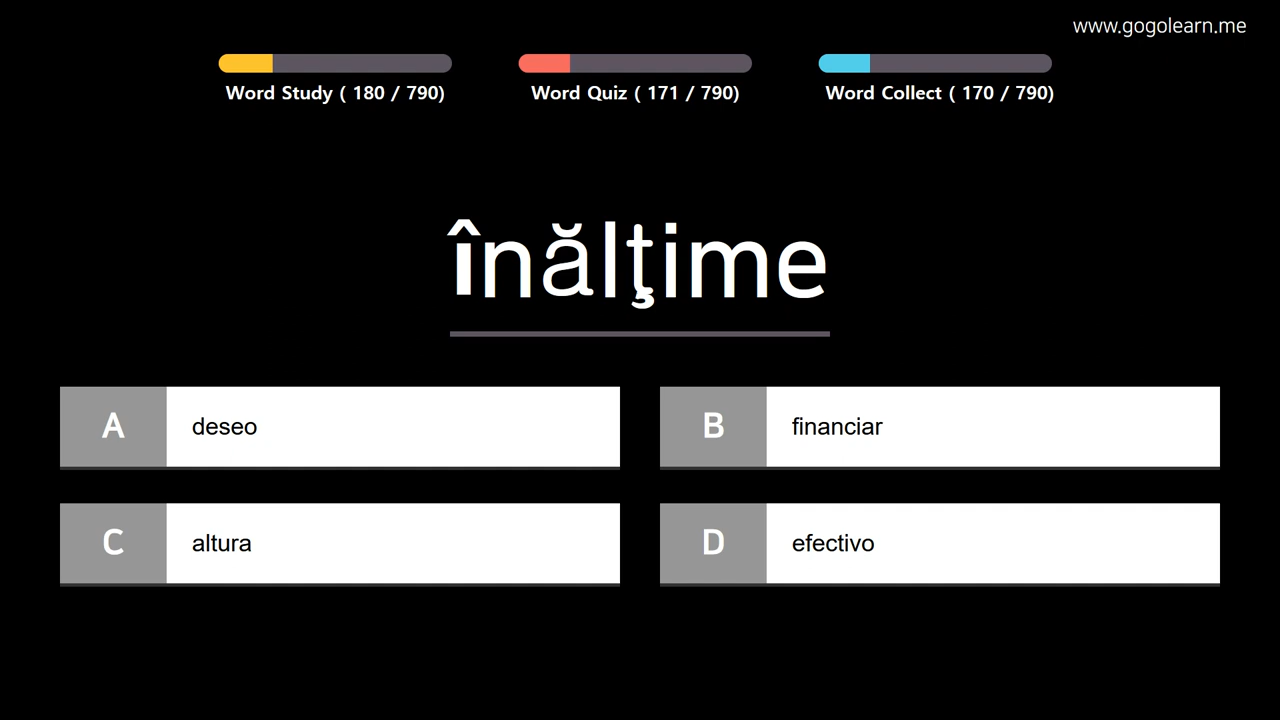 www.gogolearn.me
Word Study ( 180 / 790)
Word Quiz ( 171 / 790)
Word Collect ( 170 / 790)
înălţime
A deseo
B financiar
C altura
D efectivo